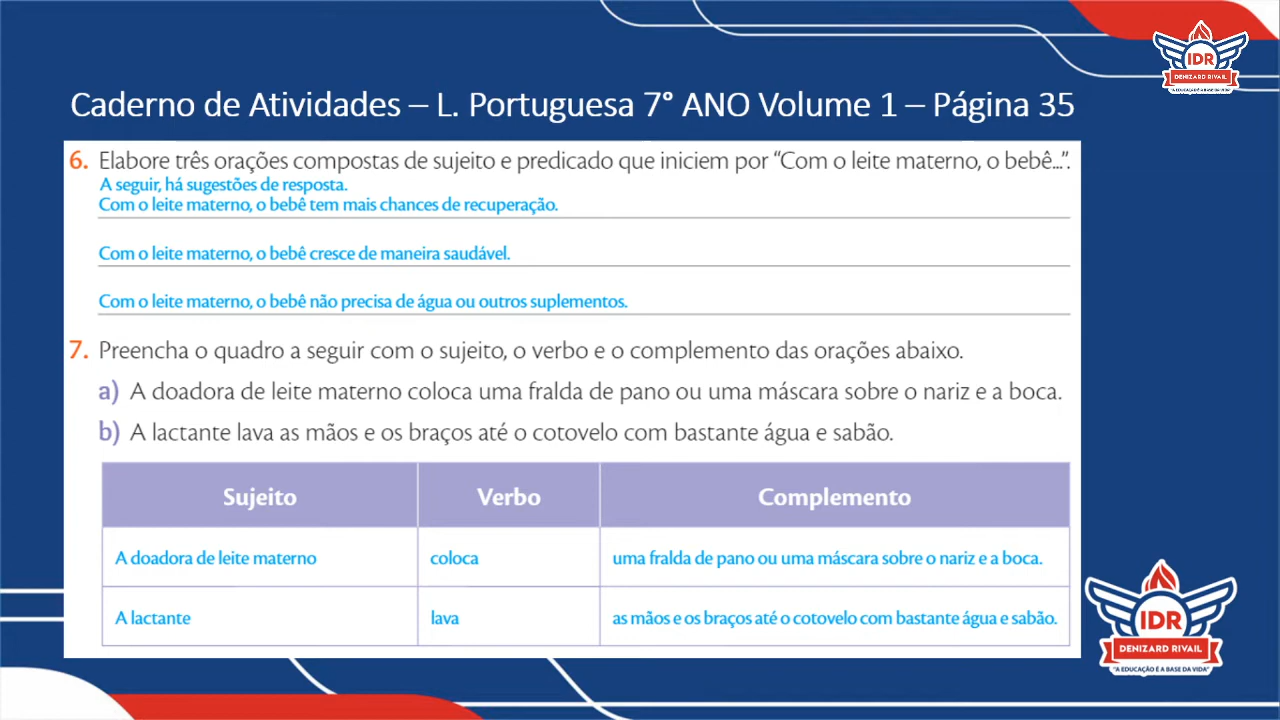 IDR
DENIZARD RIVAIL
"A EDUCAÇÃO É A BASE DA VIDA"
Caderno de Atividades – L. Portuguesa 7° ANO Volume 1 – Página 35
6. Elabore três orações compostas de sujeito e predicado que iniciem por “Com o leite materno, o bebê...”.
A seguir, há sugestões de resposta.
Com o leite materno, o bebê tem mais chances de recuperação.
Com o leite materno, o bebê cresce de maneira saudável.
Com o leite materno, o bebê não precisa de água ou outros suplementos.
7. Preencha o quadro a seguir com o sujeito, o verbo e o complemento das orações abaixo.
a) A doadora de leite materno coloca uma fralda de pano ou uma máscara sobre o nariz e a boca.
b) A lactante lava as mãos e os braços até o cotovelo com bastante água e sabão.
Sujeito Verbo Complemento
A doadora de leite materno coloca uma fralda de pano ou uma máscara sobre o nariz e a boca.
A lactante lava as mãos e os braços até o cotovelo com bastante água e sabão.
IDR
DENIZARD RIVAIL
"A EDUCAÇÃO É A BASE DA VIDA"